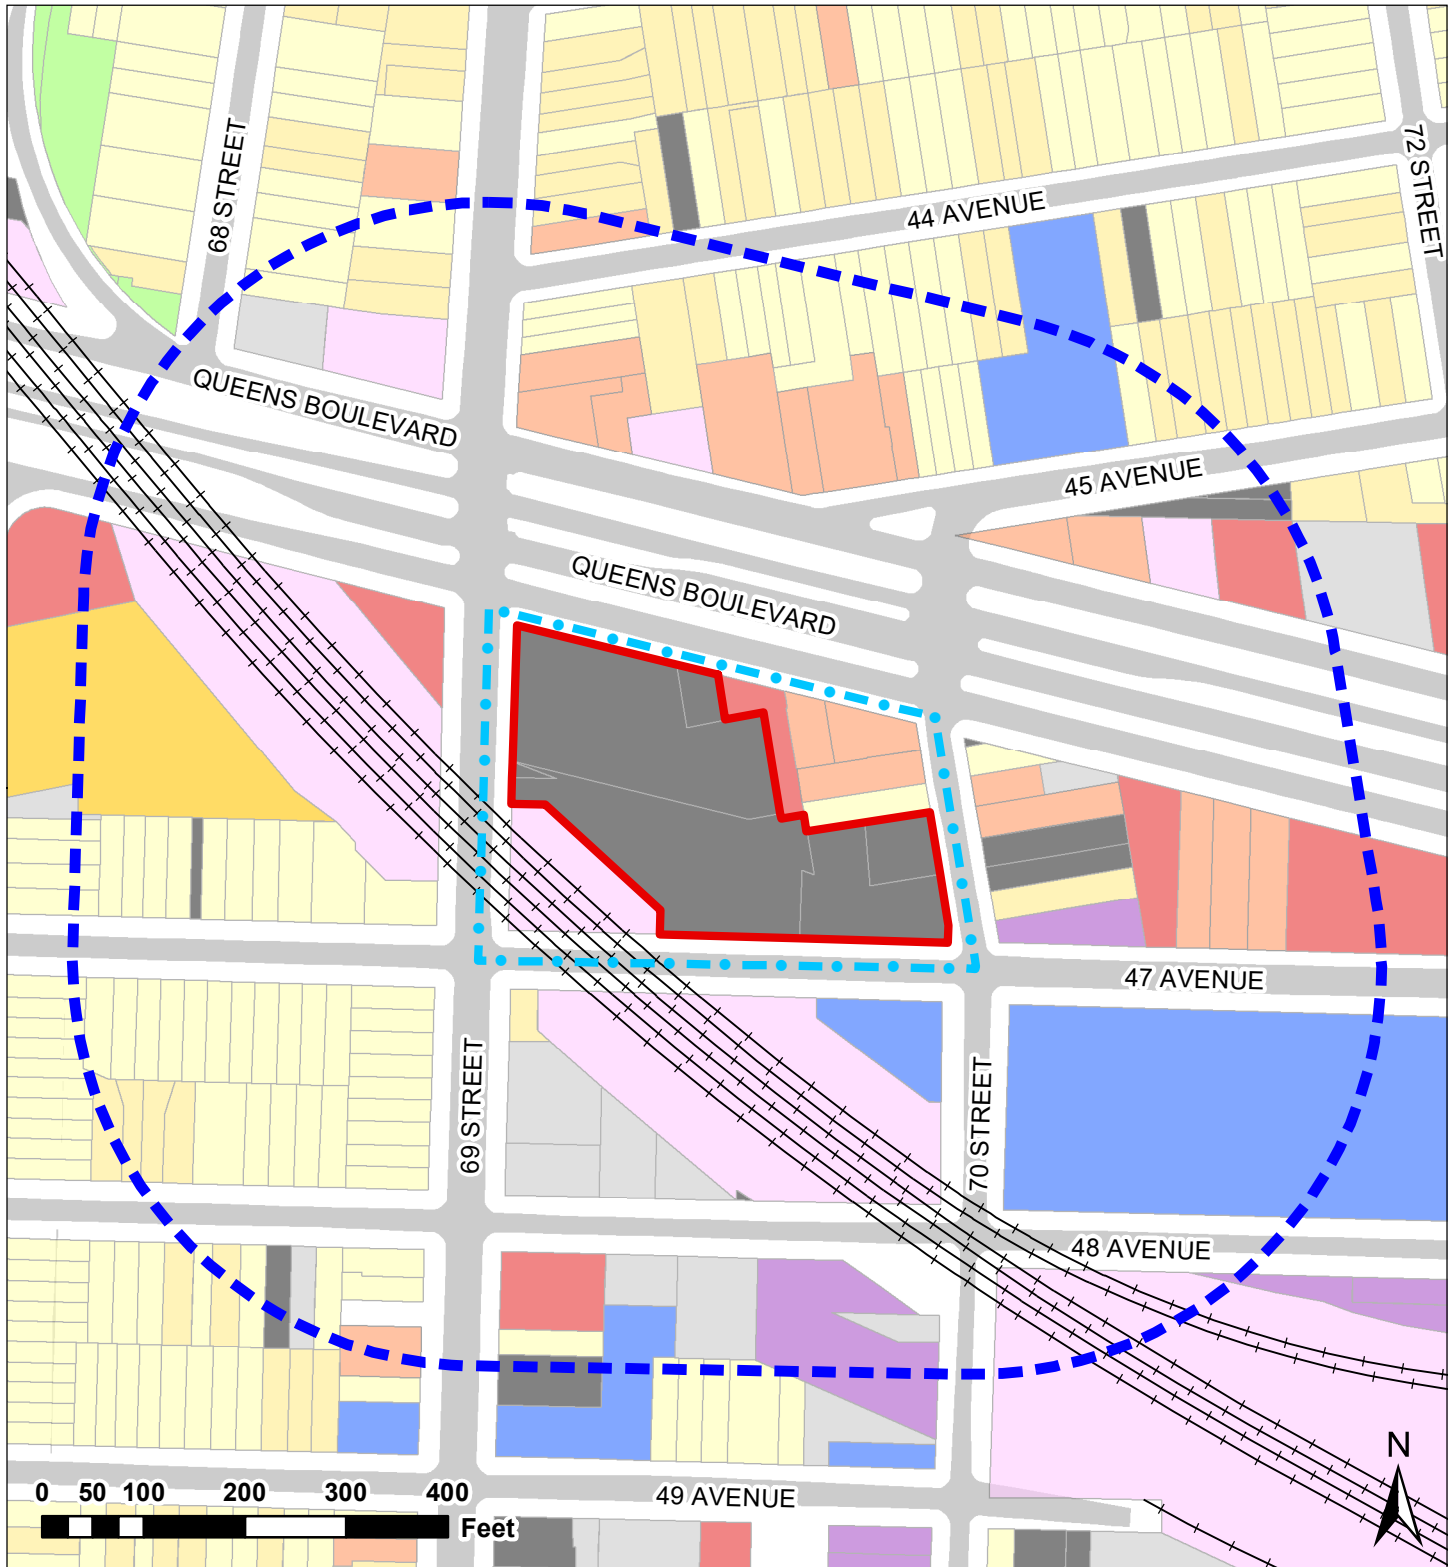 68 STREET
72 STREET
44 AVENUE
QUEENS BOULEVARD
45 AVENUE
QUEENS BOULEVARD
47 AVENUE
69 STREET
70 STREET
48 AVENUE
N
49 AVENUE
0 50 100 200 300 400
Feet